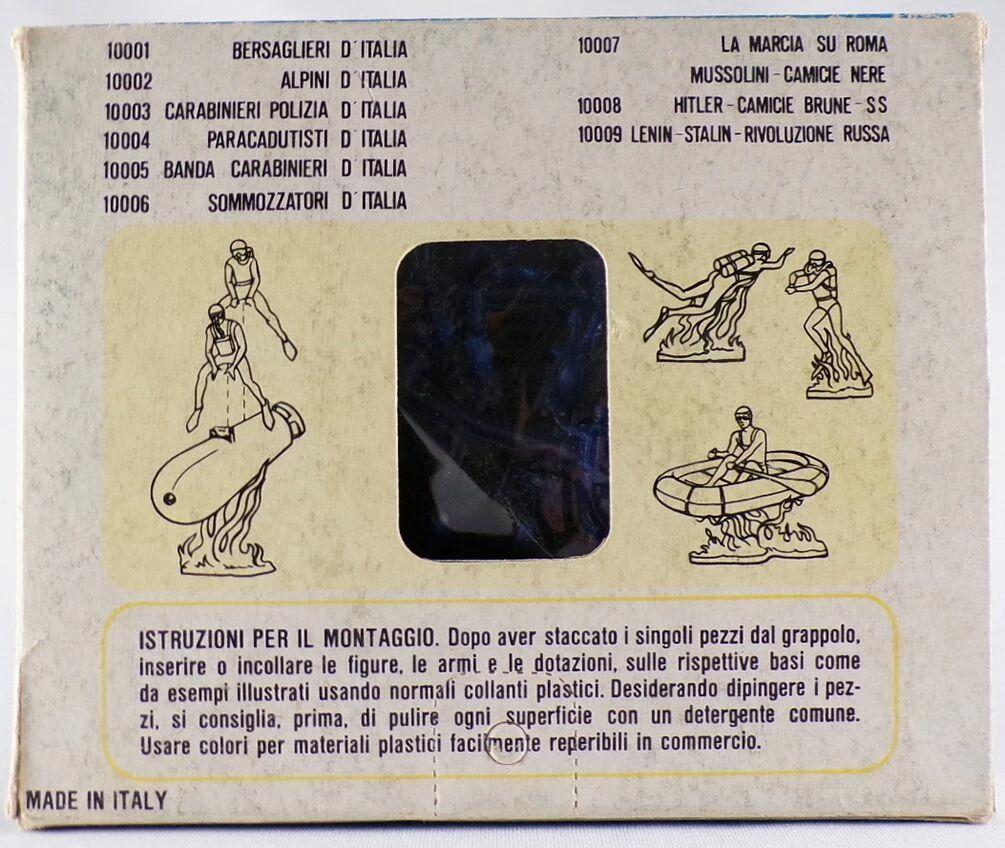 10001 BERSAGLIERI D'ITALIA
10002 ALPINI D'ITALIA
10003 CARABINIERI POLIZIA D'ITALIA
10004 PARACADUTISTI D'ITALIA
10005 BANDA CARABINIERI D'ITALIA
10006 SOMMOZZATORI D'ITALIA
10007 LA MARCIA SU ROMA
MUSSOLINI-CAMICIE NERE
10008 HITLER-CAMICIE BRUNE-SS
10009 LENIN-STALIN-RIVOLUZIONE RUSSA
ISTRUZIONI PER IL MONTAGGIO. Dopo aver staccato i singoli pezzi dal grappolo,
inserire o incollare le figure, le armi e le dotazioni, sulle rispettive basi come
da esempi illustrati usando normali collanti plastici. Desiderando dipingere i pez-
zi, si consiglia, prima, di pulire ogni superficie con un detergente comune.
Usare colori per materiali plastici facilmente reperibili in commercio.
MADE IN ITALY